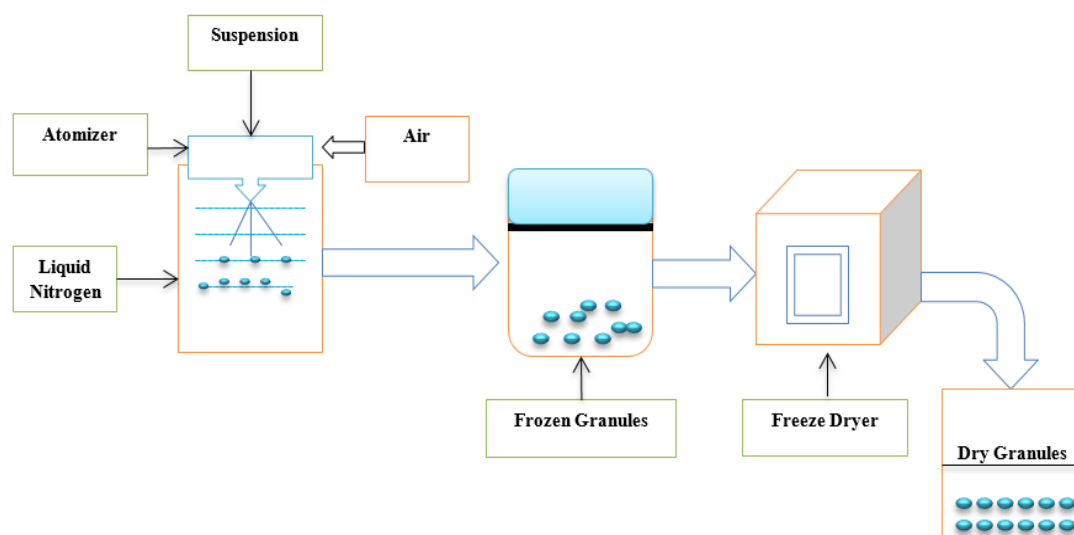 Suspension
Atomizer
Air
Liquid
Nitrogen
Frozen Granules
Freeze Dryer
Dry Granules